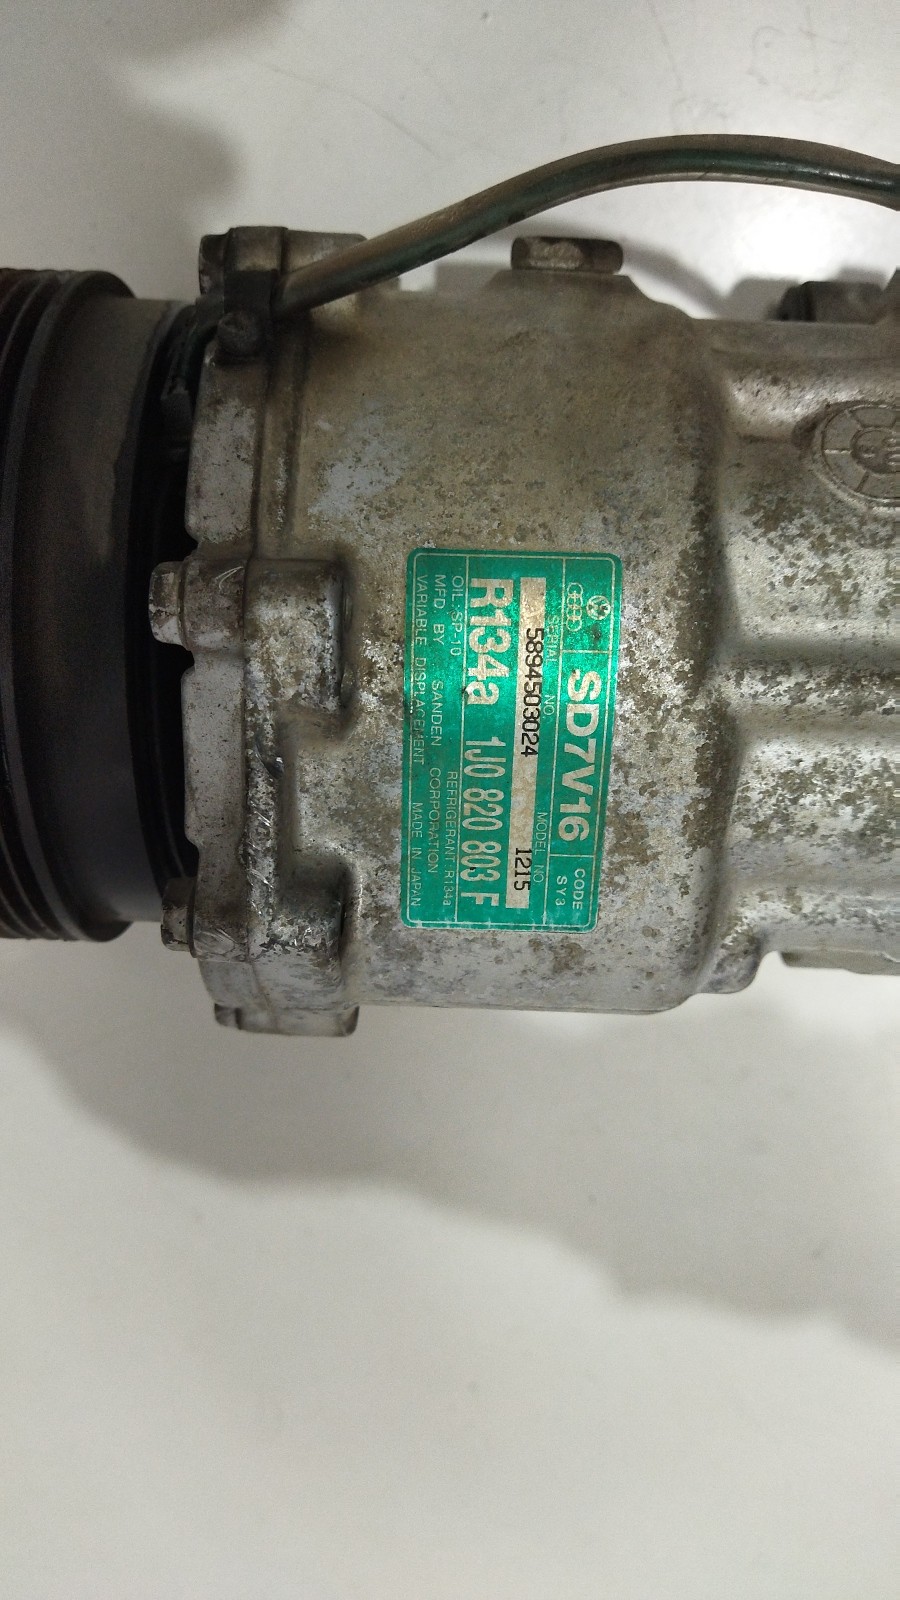 SD7V16
CODE
SY3
SERIAL NO.
MODEL NO.
5894503024
1215
R134a
1J0 820 803 F
OIL:SP-10
REFRIGERANT:R134a
MFD. BY SANDEN CORPORATION
VARIABLE DISPLACEMENT MADE IN JAPAN